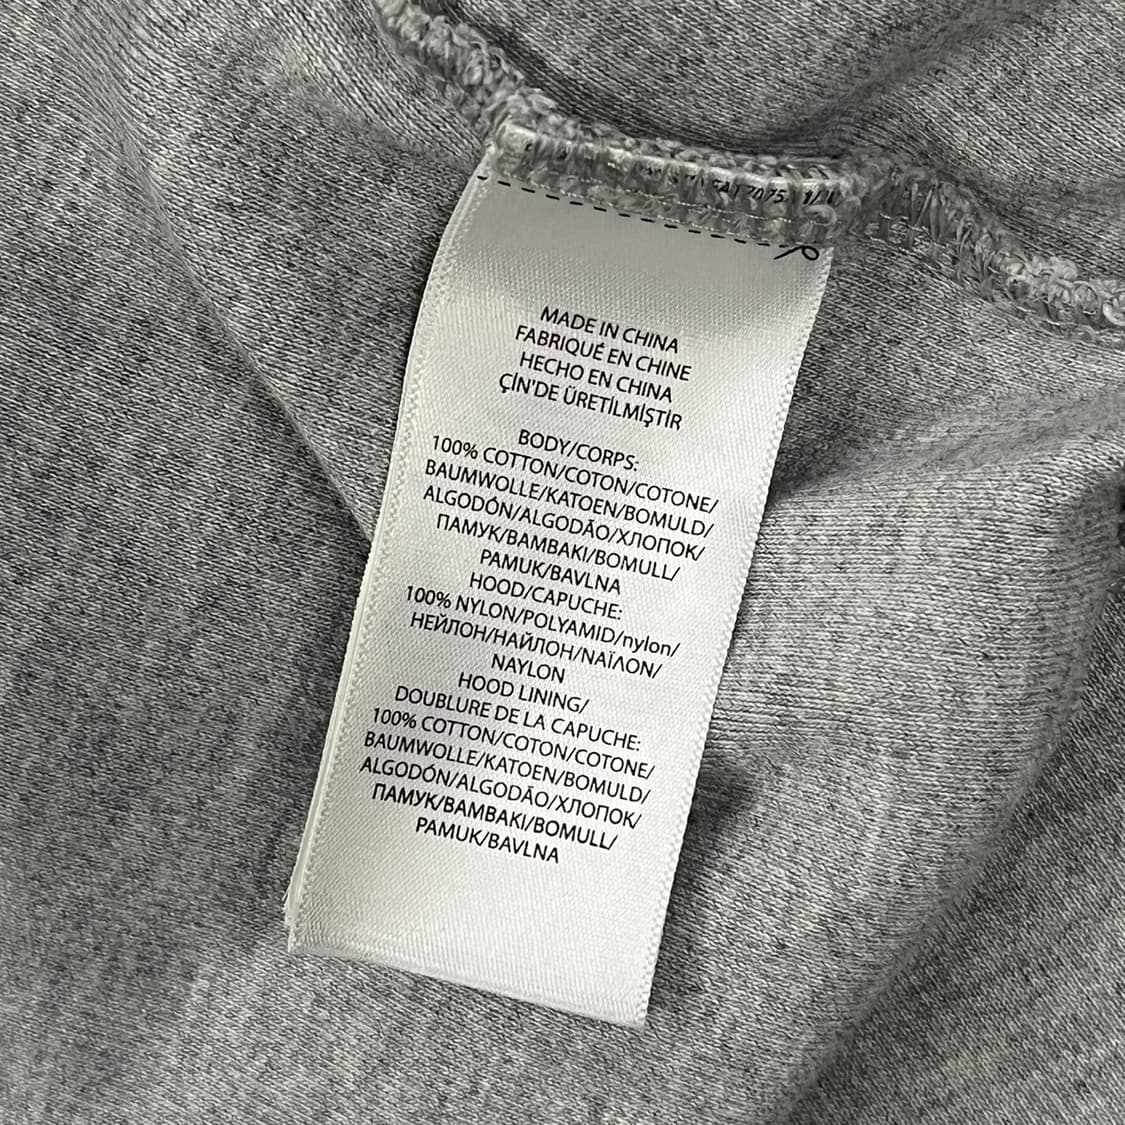 MADE IN CHINA
FABRIQUÉ EN CHINE
HECHO EN CHINA
ÇİN'DE ÜRETİLMİŞTİR
BODY/CORPS:
100% COTTON/COTON/COTONE/
BAUMWOLLE/KATOEN/BOMULD/
ALGODÓN/ALGODÃO/ХЛОПОК/
ПАМУК/BAMBAKI/BOMULL/
PAMUK/BAVLNA
HOOD/CAPUCHE:
100% NYLON/POLYAMID/nylon/
НЕЙЛОН/НАЙЛОН/ΝΑΪΛΟΝ/
NAYLON
HOOD LINING/
DOUBLURE DE LA CAPUCHE:
100% COTTON/COTON/COTONE/
BAUMWOLLE/KATOEN/BOMULD/
ALGODÓN/ALGODÃO/ХЛОПОК/
ПАМУК/BAMBAKI/BOMULL/
PAMUK/BAVLNA